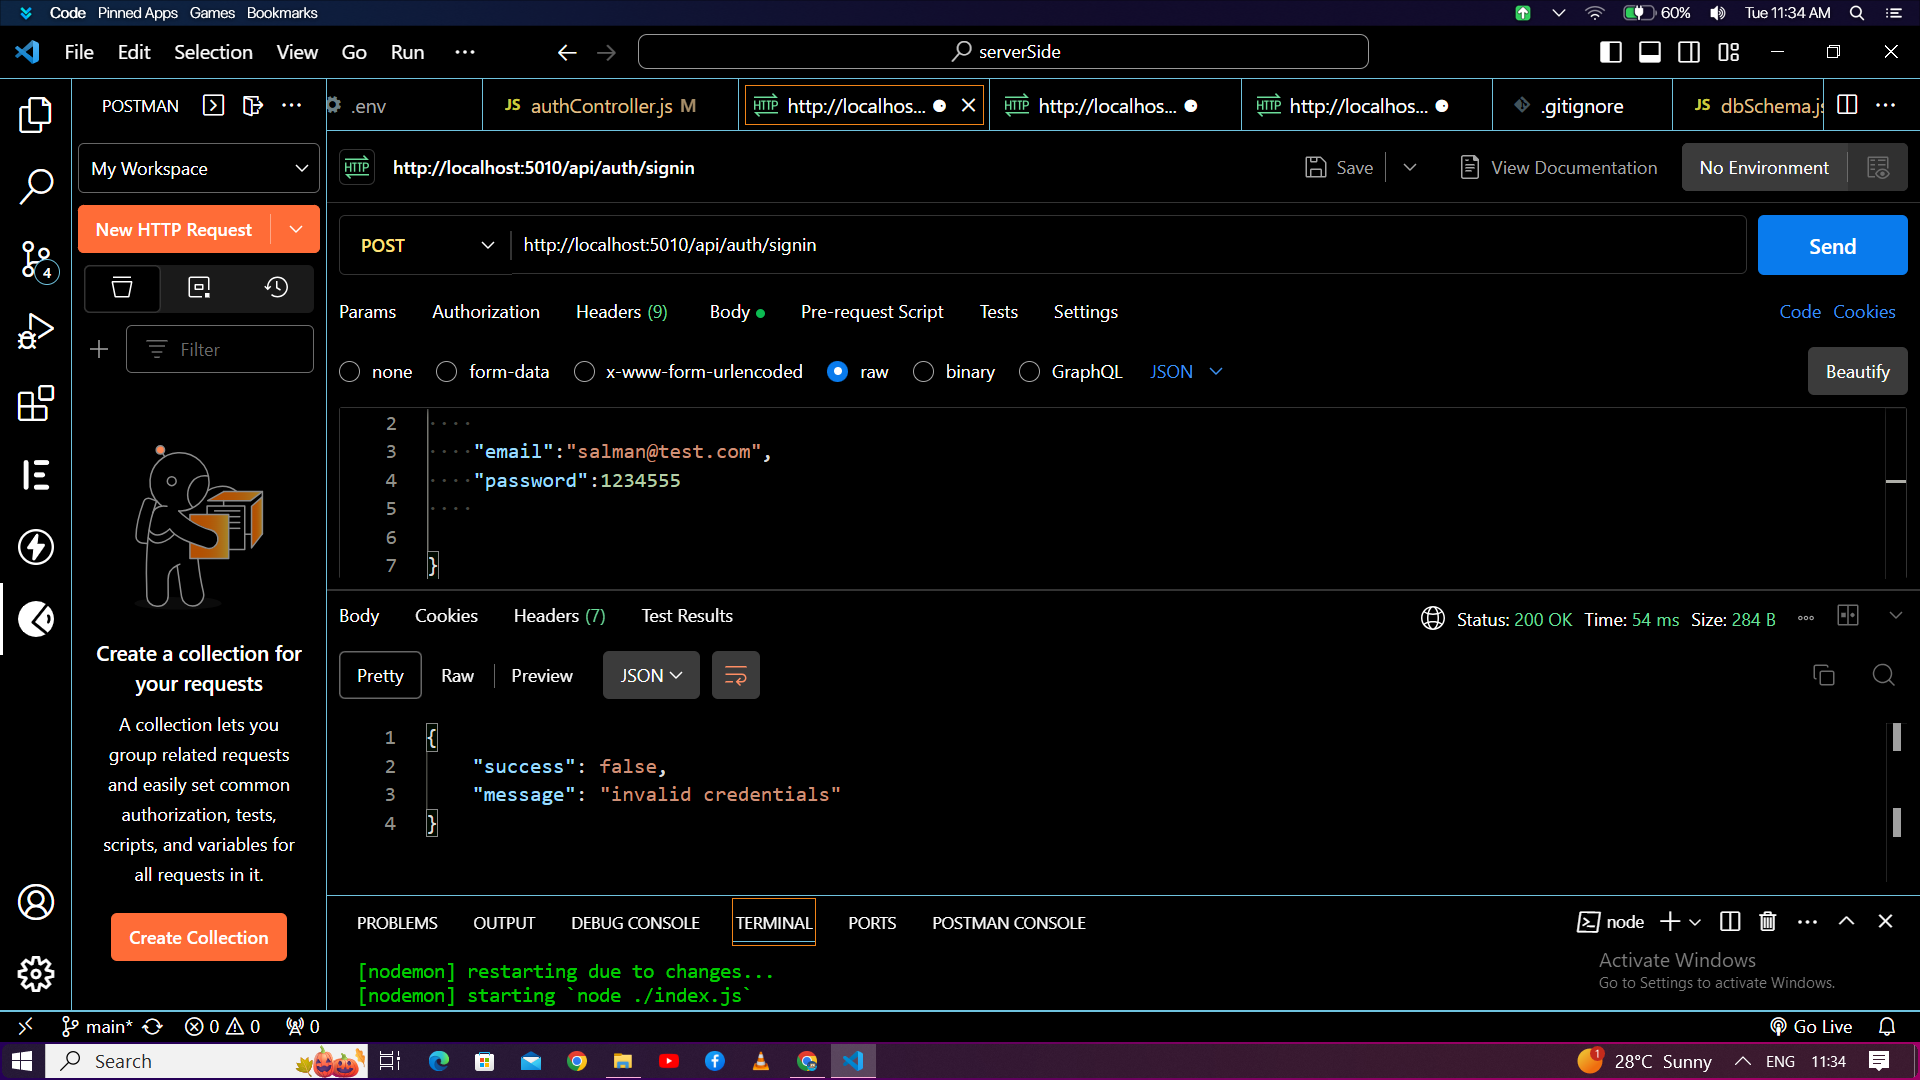 Code Pinned Apps Games Bookmarks 60% Tue 11:34 AM
File Edit Selection View Go Run serverSide
POSTMAN .env JS authController.js M HTTP http://localhos... HTTP http://localhos... HTTP http://localhos... .gitignore JS dbSchema.js
My Workspace
HTTP http://localhost:5010/api/auth/signin Save View Documentation No Environment
New HTTP Request
POST http://localhost:5010/api/auth/signin Send
4
Params Authorization Headers (9) Body Pre-request Script Tests Settings Code Cookies
Filter
none form-data x-www-form-urlencoded raw binary GraphQL JSON Beautify
2
3 "email":"salman@test.com",
4 "password":1234555
5
6
7 }
Body Cookies Headers (7) Test Results Status: 200 OK Time: 54 ms Size: 284 B
Pretty Raw Preview JSON
1 {
2 "success": false,
3 "message": "invalid credentials"
4 }
Create a collection for
your requests
A collection lets you
group related requests
and easily set common
authorization, tests,
scripts, and variables for
all requests in it.
Create Collection
PROBLEMS OUTPUT DEBUG CONSOLE TERMINAL PORTS POSTMAN CONSOLE node
[nodemon] restarting due to changes...
[nodemon] starting `node ./index.js`
Activate Windows
Go to Settings to activate Windows.
main* 0 0 0 Go Live
Search 1 28°C Sunny ENG 11:34